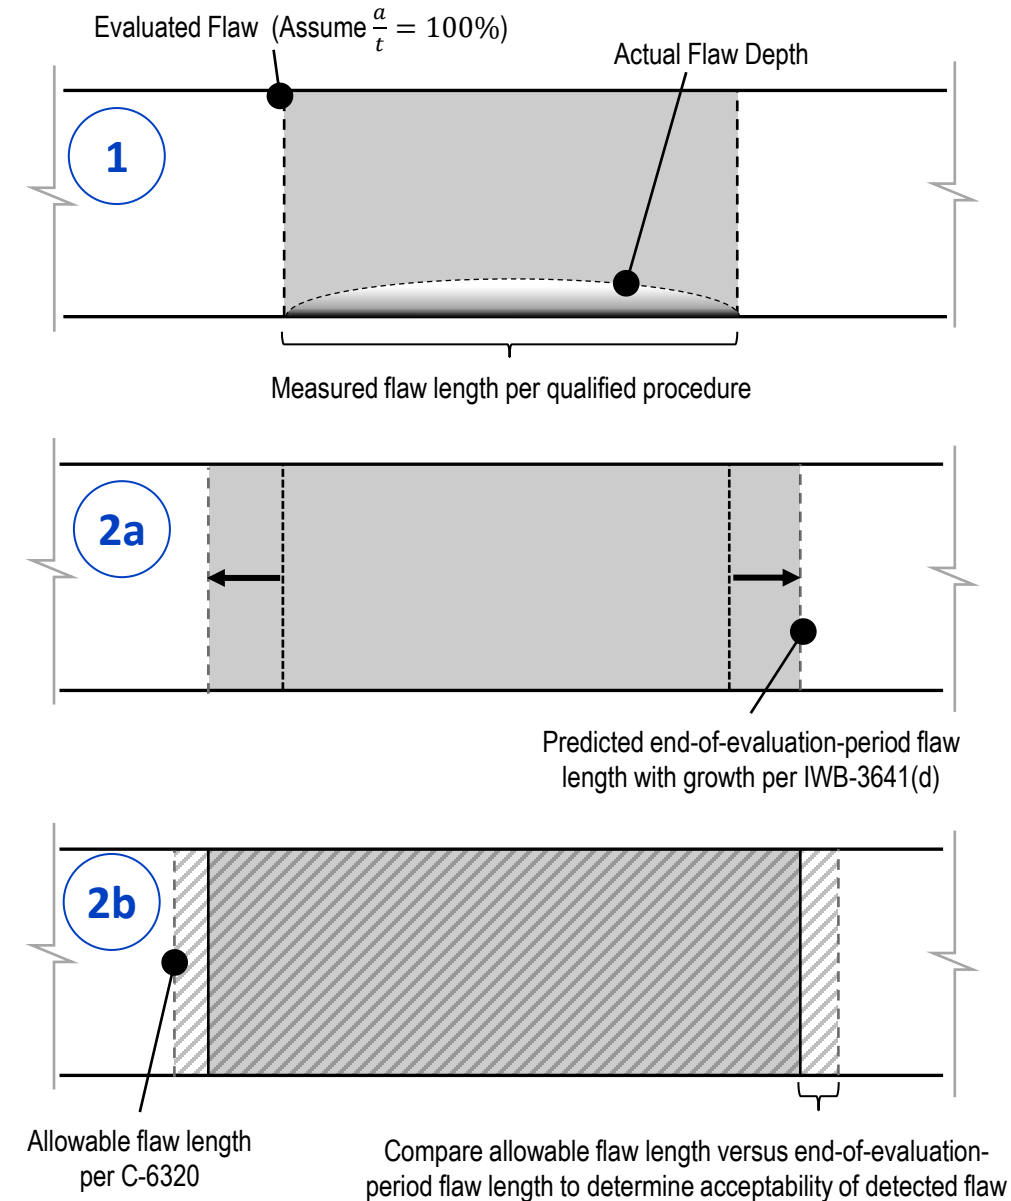 Evaluated Flaw (Assume a/t = 100%)
Actual Flaw Depth
1
Measured flaw length per qualified procedure
2a
Predicted end-of-evaluation-period flaw
length with growth per IWB-3641(d)
2b
Allowable flaw length
per C-6320
Compare allowable flaw length versus end-of-evaluation-
period flaw length to determine acceptability of detected flaw